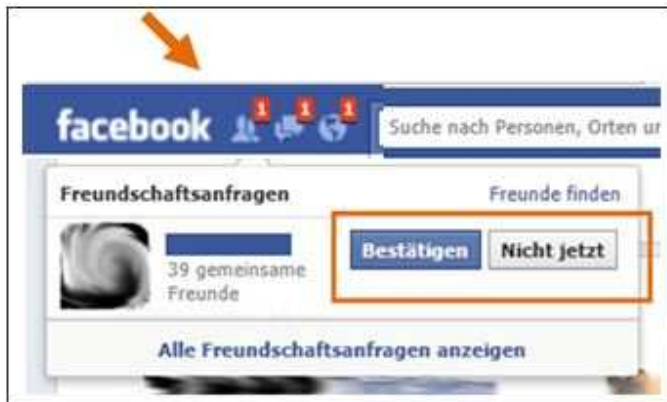 facebook 1 1 1 Suche nach Personen, Orten ur
Freundschaftsanfragen Freunde finden
Bestätigen Nicht jetzt
39 gemeinsame
Freunde
Alle Freundschaftsanfragen anzeigen